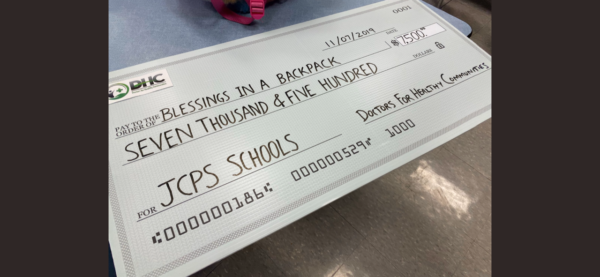 0001
11/07/2019
DHC
$ 7,500.00
PAY TO THE ORDER OF BLESSINGS IN A BACKPACK
SEVEN THOUSAND & FIVE HUNDRED DOLLARS
FOR JCPS SCHOOLS
DOCTORS FOR HEALTHY COMMUNITIES
⑆000000186⑆ 000000529⑈ 1000